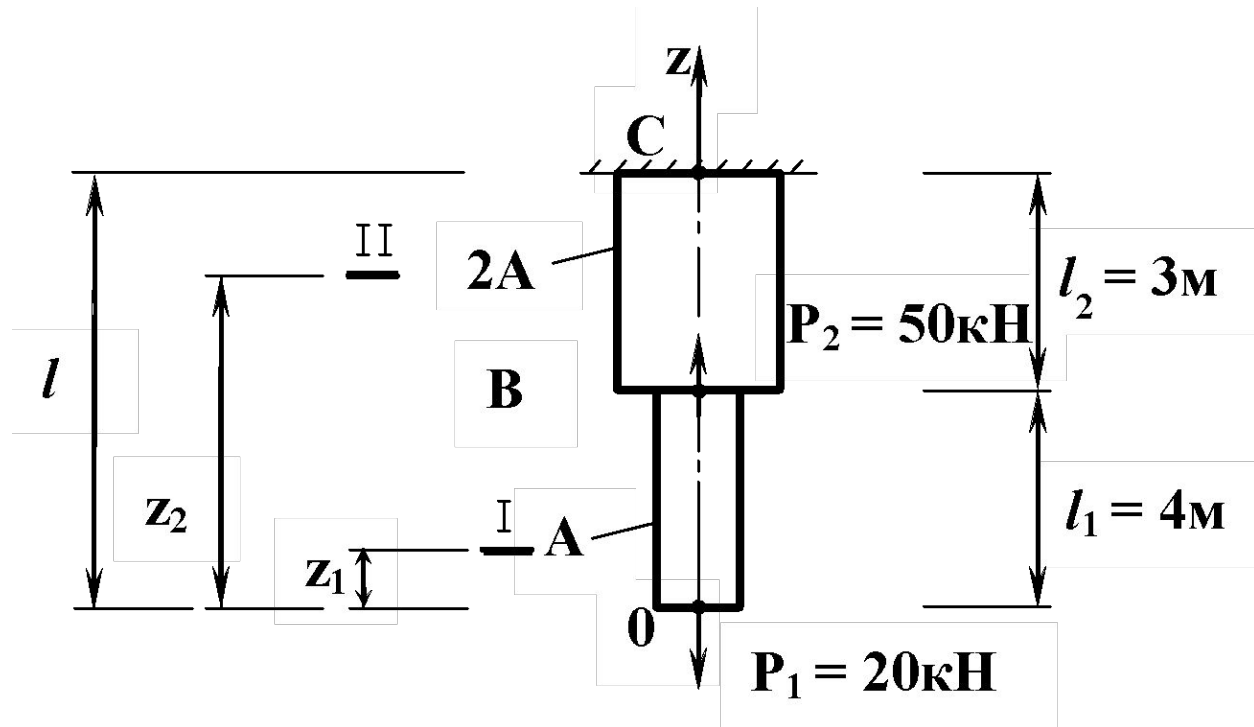 z
C
II
2A
l₂ = 3м
P₂ = 50кН
l
B
z₂
I
A
l₁ = 4м
z₁
0
P₁ = 20кН